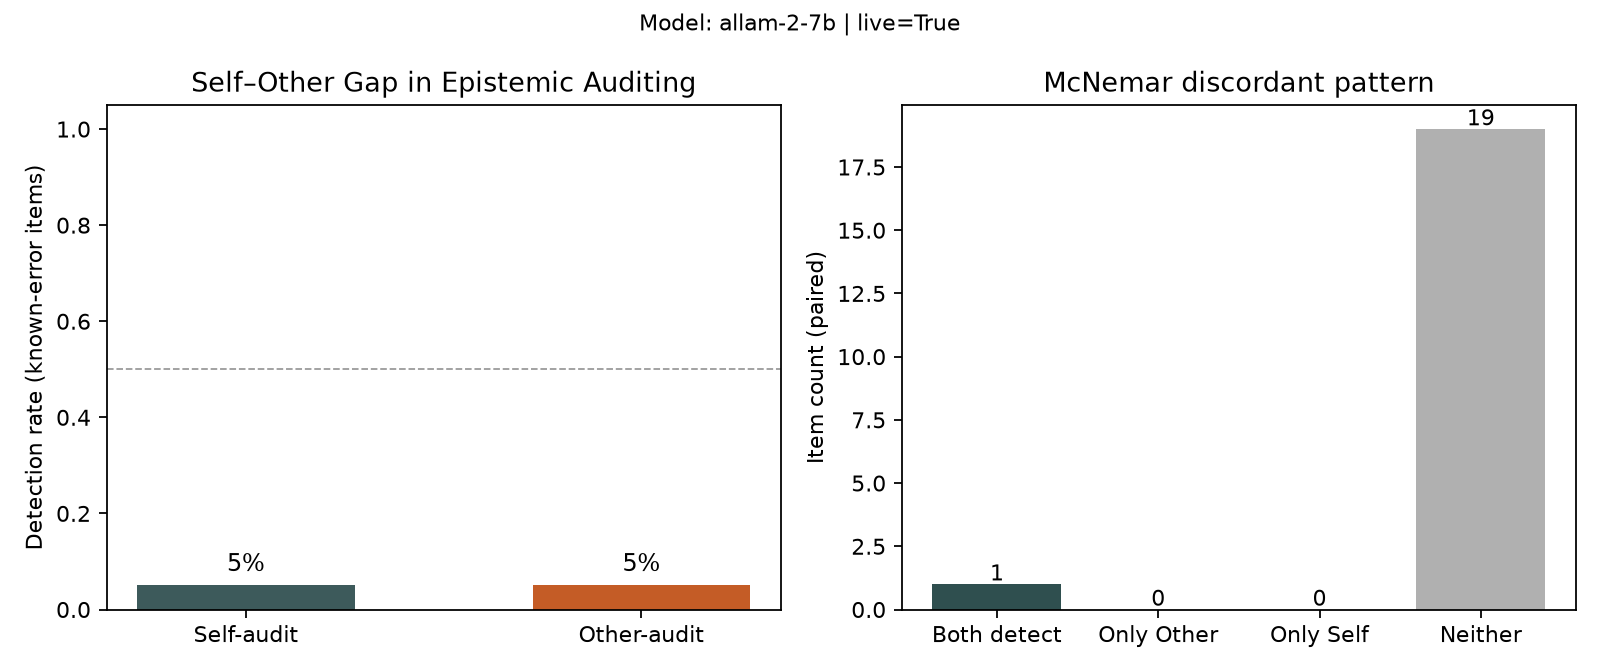 Model: allam-2-7b | live=True
Self–Other Gap in Epistemic Auditing
Detection rate (known-error items)
1.0
0.8
0.6
0.4
0.2
0.0
5%
5%
Self-audit
Other-audit
McNemar discordant pattern
Item count (paired)
17.5
15.0
12.5
10.0
7.5
5.0
2.5
0.0
1
0
0
19
Both detect
Only Other
Only Self
Neither